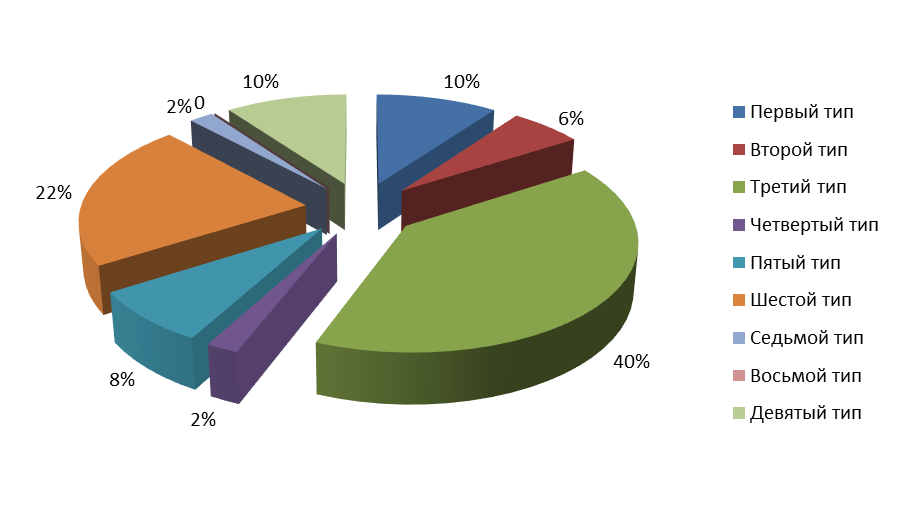 10%
10%
2%
0
6%
22%
40%
8%
2%
Первый тип
Второй тип
Третий тип
Четвертый тип
Пятый тип
Шестой тип
Седьмой тип
Восьмой тип
Девятый тип